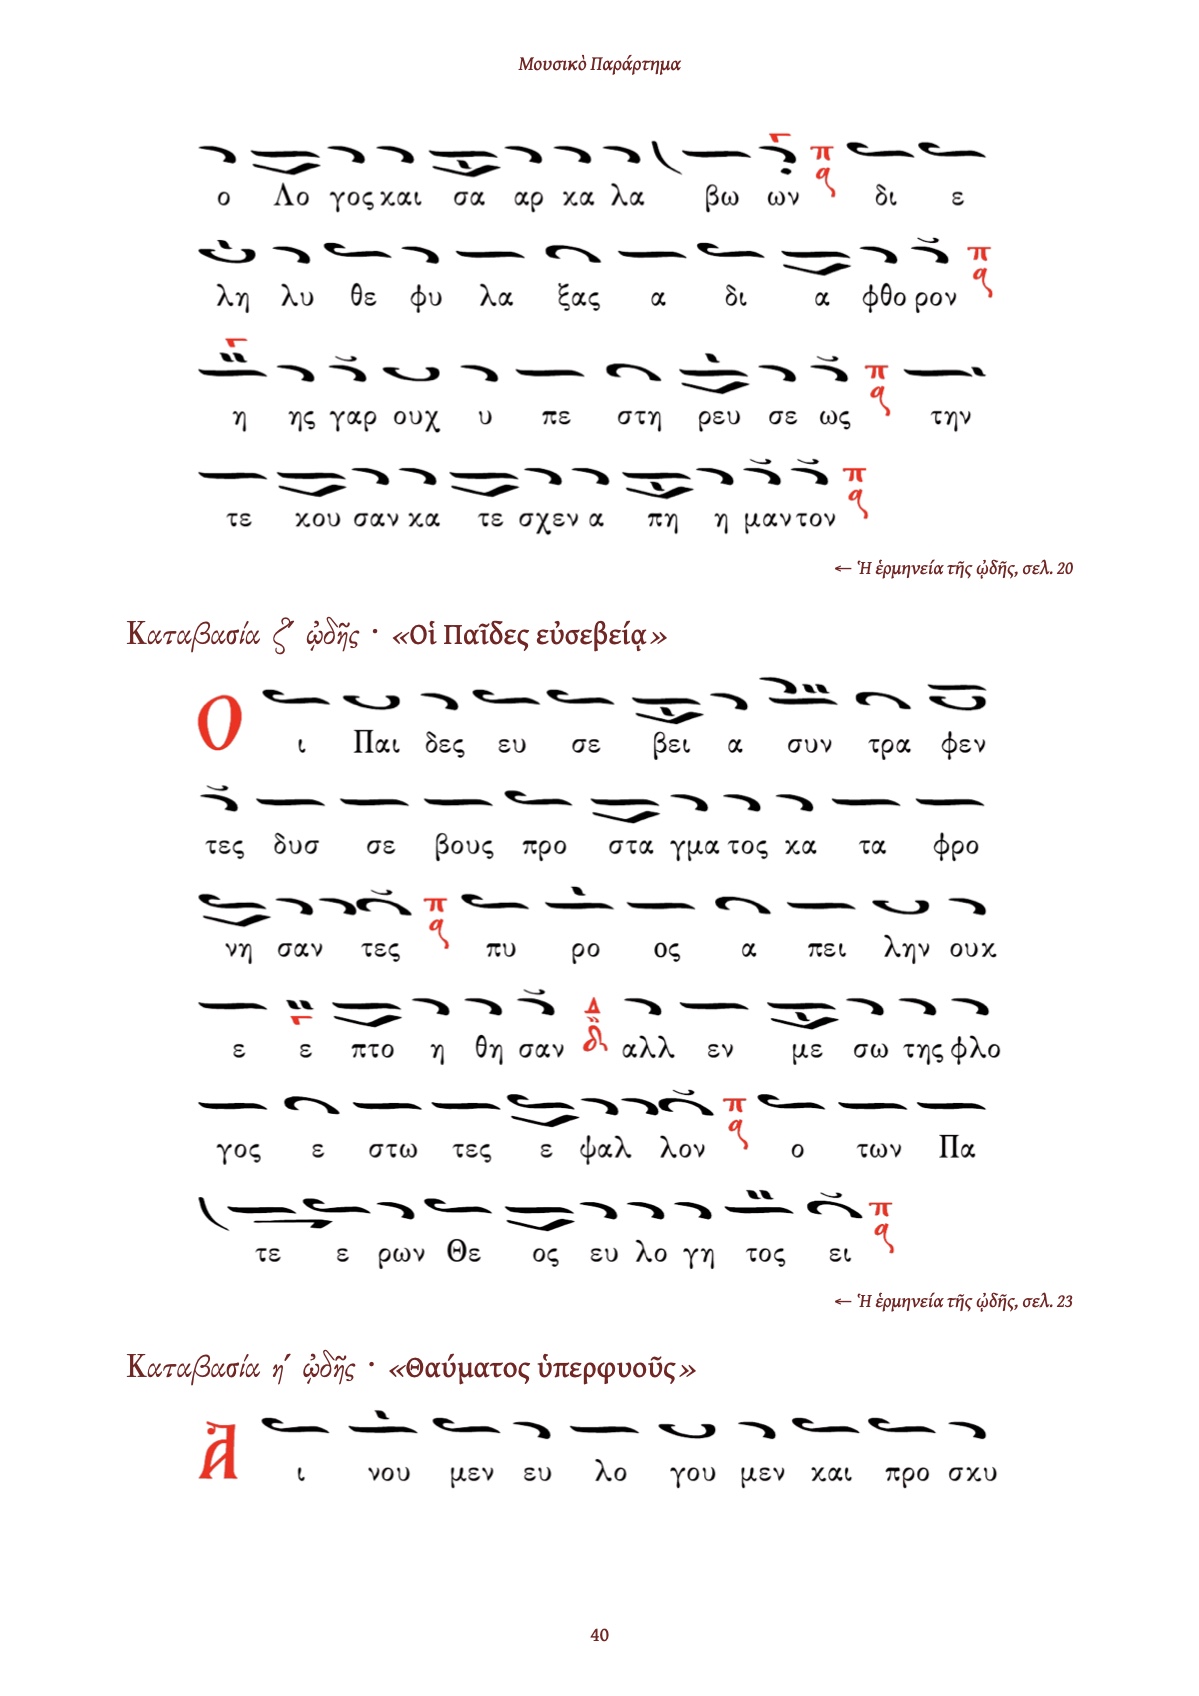 Μουσικὸ Παράρτημα
ο Λο γος και σα αρ κα λα βω ων π α δι ε
λη λυ θε φυ λα ξας α δι α φθο ρον π α
η ης γαρ ουχ υ πε στη ρευ σε ως π α την
τε κου σαν κα τε σχεν α πη η μαν τον π α
← Ἡ ἑρμηνεία τῆς ᾠδῆς, σελ. 20
Καταβασία ζ΄ ᾠδῆς · «Οἱ Παῖδες εὐσεβείᾳ»
Ο ι Παι δες ευ σε βει α συν τρα φεν
τες δυσ σε βους προ στα γμα τος κα τα φρο
νη σαν τες π α πυ ρο ος α πει λην ουκ
ε ε πτο η θη σαν Δ αλλ εν με σω της φλο
γος ε στω τες ε ψαλ λον π α ο των Πα
τε ε ρων Θε ος ευ λο γη τος ει π α
← Ἡ ἑρμηνεία τῆς ᾠδῆς, σελ. 23
Καταβασία η΄ ᾠδῆς · «Θαύματος ὑπερφυοῦς»
Α ι νου μεν ευ λο γου μεν και προ σκυ
40